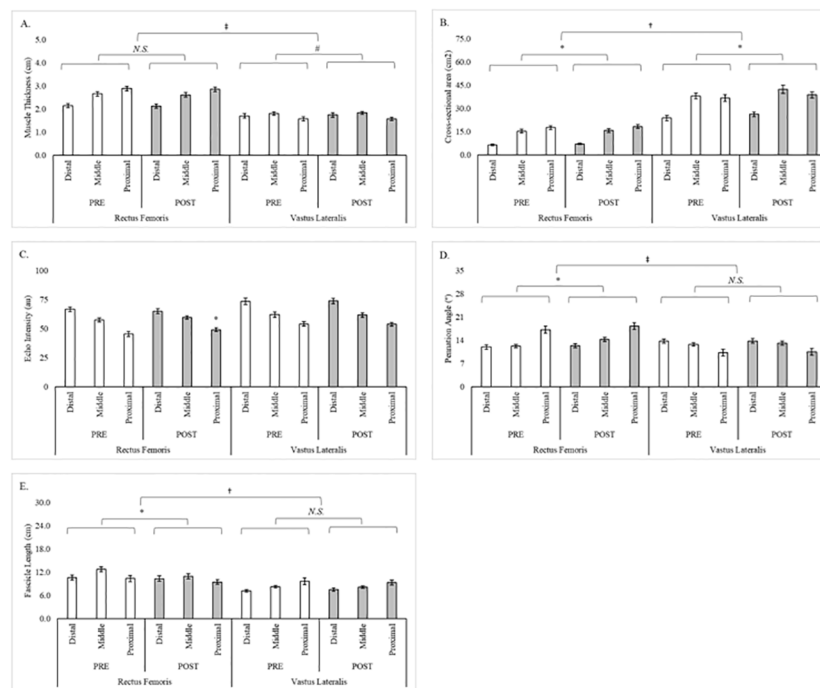 A.
‡
N.S.
#
Muscle Thickness (cm)
5.0
4.0
3.0
2.0
1.0
0.0
Distal Middle Proximal Distal Middle Proximal Distal Middle Proximal Distal Middle Proximal
PRE POST PRE POST
Rectus Femoris Vastus Lateralis
B.
†
* *
Cross-sectional area (cm2)
75.0
60.0
45.0
30.0
15.0
0.0
Distal Middle Proximal Distal Middle Proximal Distal Middle Proximal Distal Middle Proximal
PRE POST PRE POST
Rectus Femoris Vastus Lateralis
C.
Echo Intensity (au)
100
75
50
25
0
*
Distal Middle Proximal Distal Middle Proximal Distal Middle Proximal Distal Middle Proximal
PRE POST PRE POST
Rectus Femoris Vastus Lateralis
D.
‡
* N.S.
Pennation Angle (°)
35
28
21
14
7
0
Distal Middle Proximal Distal Middle Proximal Distal Middle Proximal Distal Middle Proximal
PRE POST PRE POST
Rectus Femoris Vastus Lateralis
E.
†
* N.S.
Fascicle Length (cm)
30.0
24.0
18.0
12.0
6.0
0.0
Distal Middle Proximal Distal Middle Proximal Distal Middle Proximal Distal Middle Proximal
PRE POST PRE POST
Rectus Femoris Vastus Lateralis